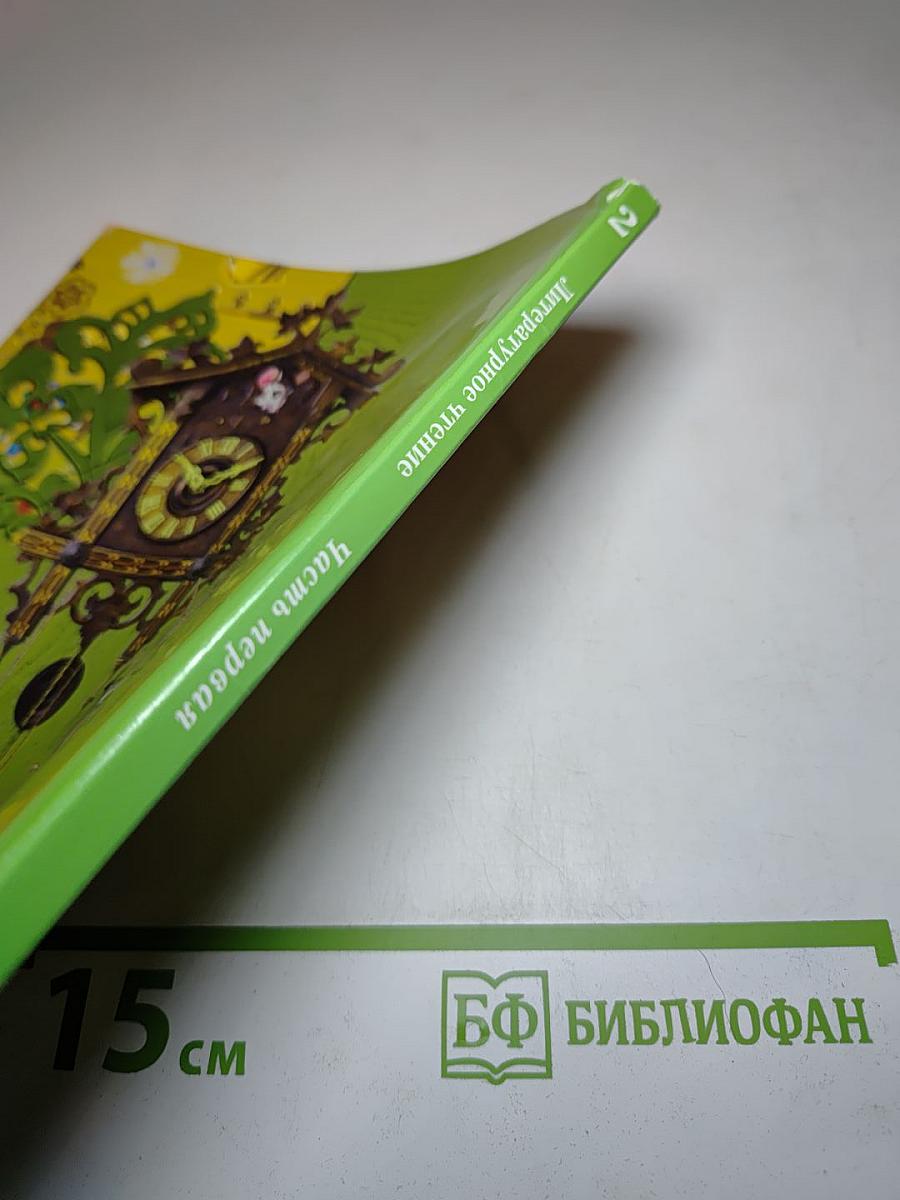 2
Литературное чтение
Часть первая
15 см
БФ БИБЛИОФАН